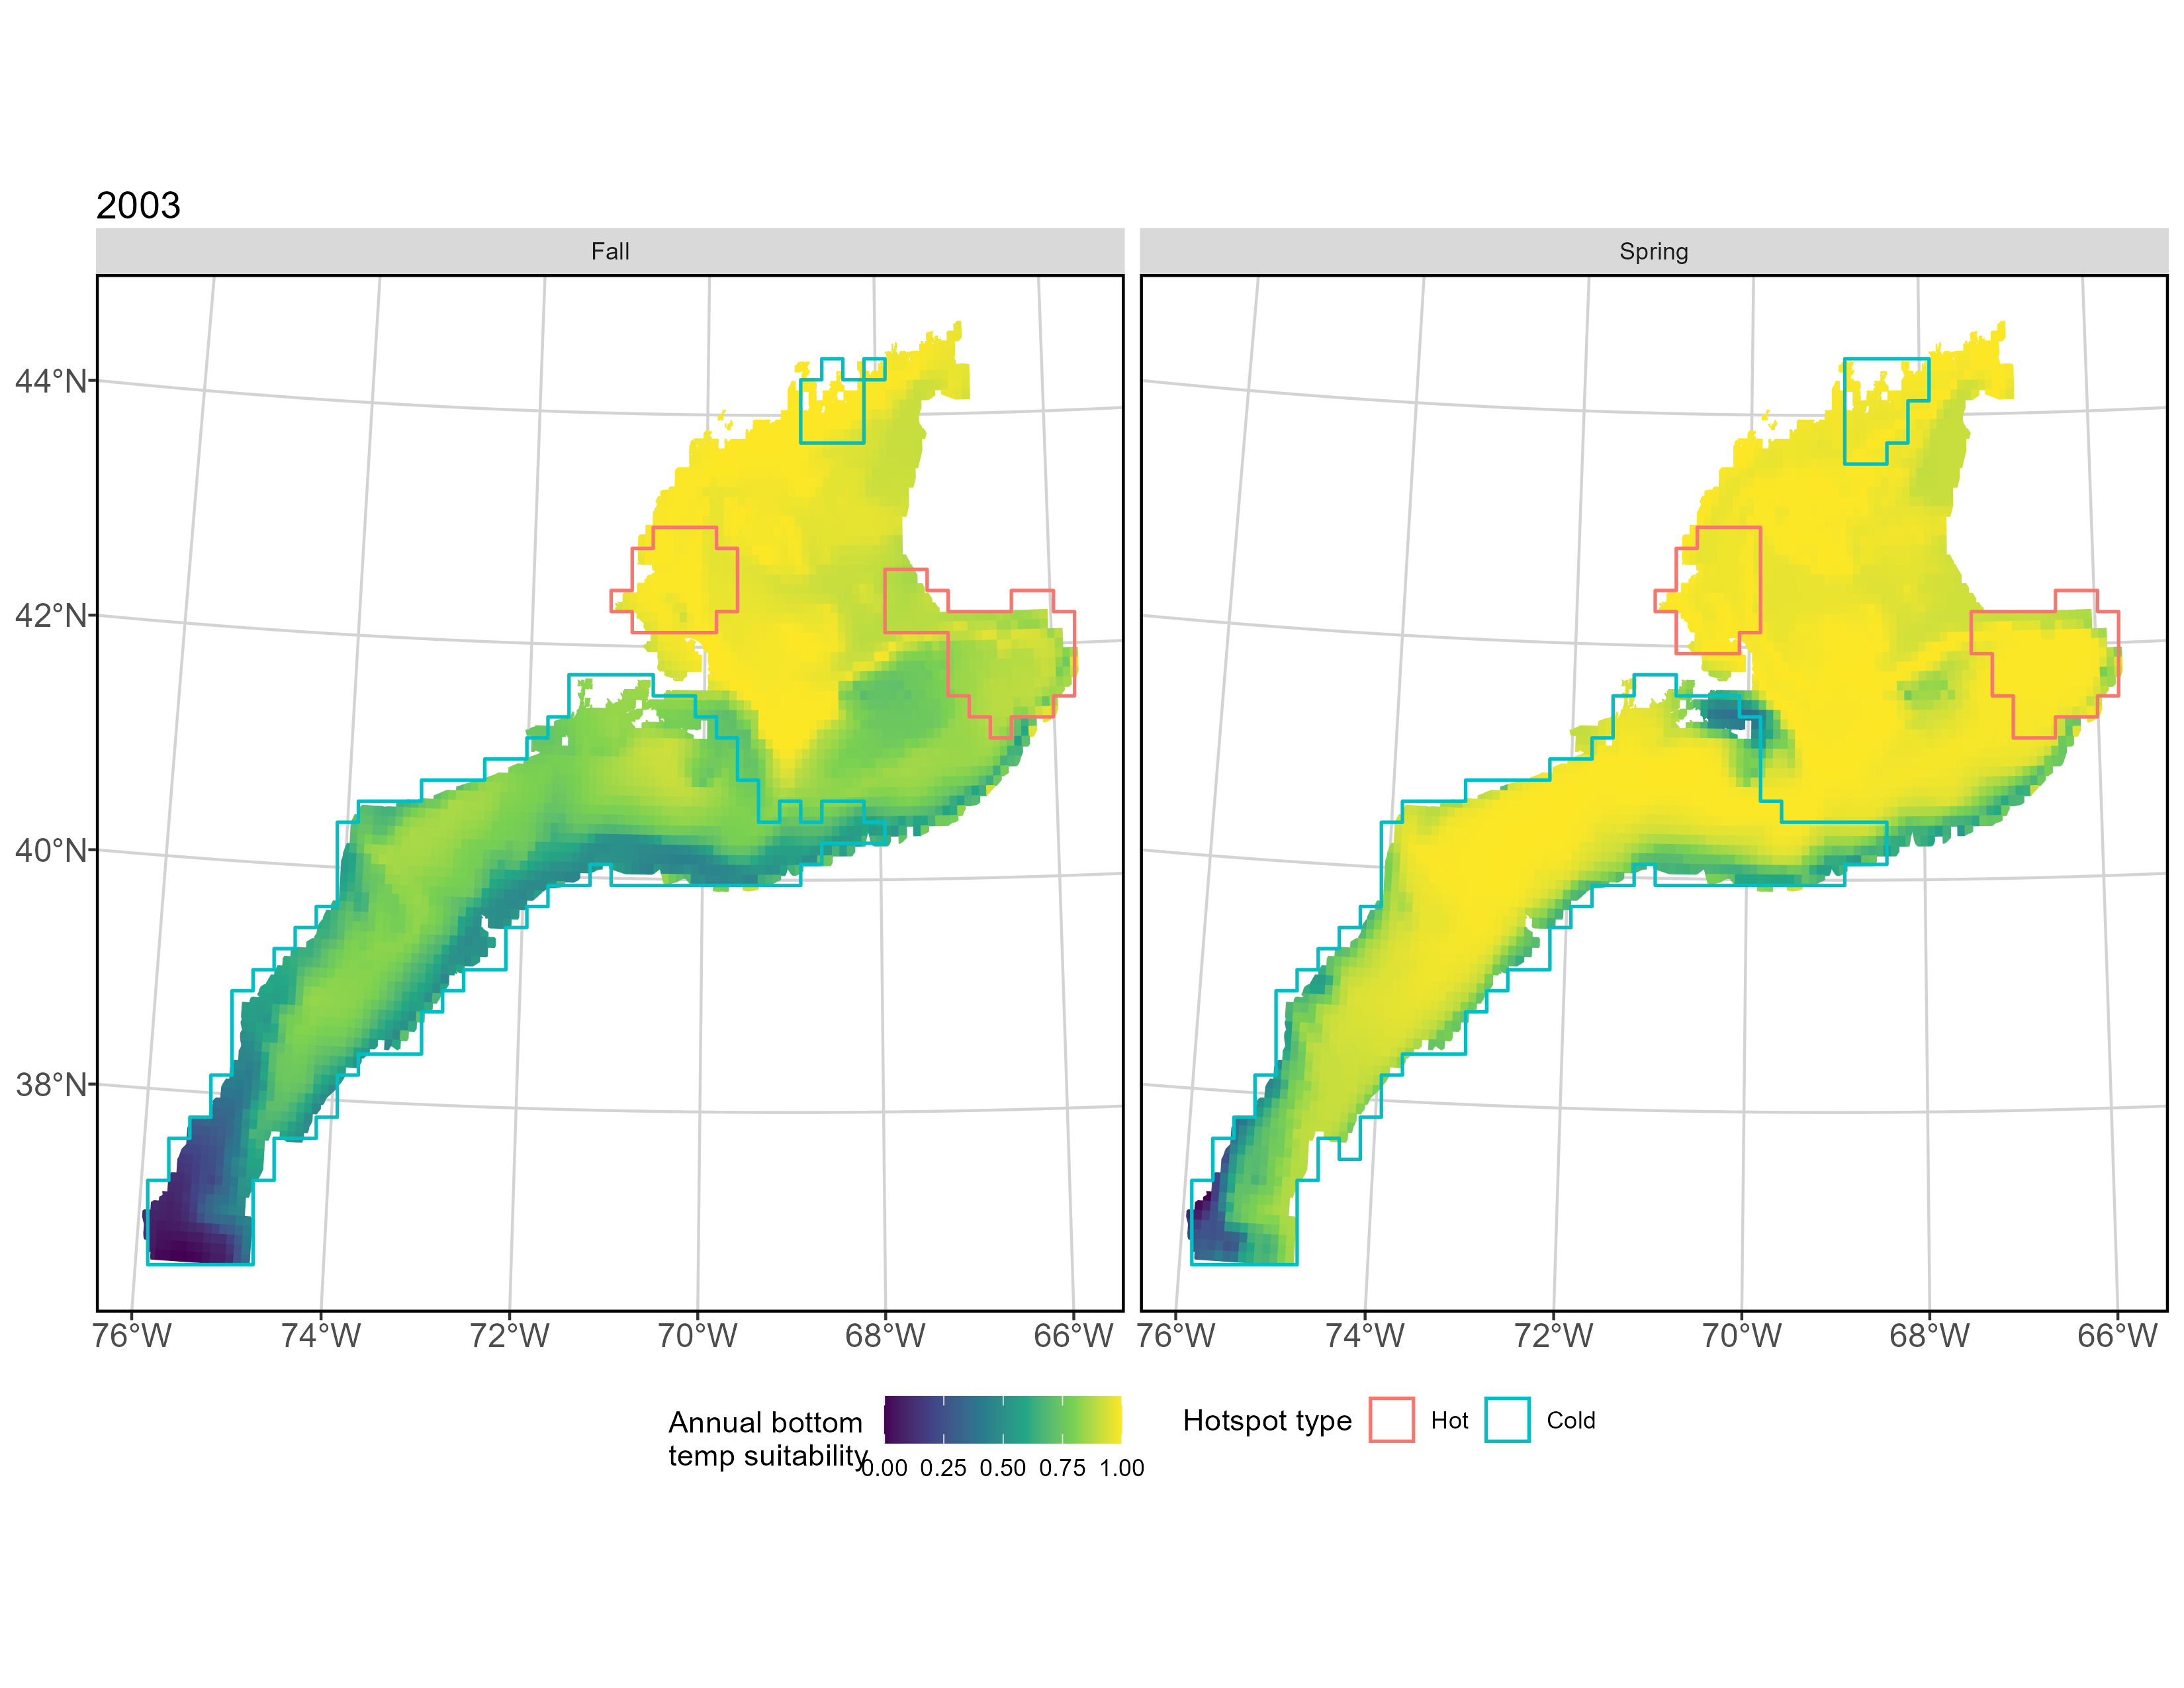 2003
Fall
Spring
44°N
42°N
40°N
38°N
76°W 74°W 72°W 70°W 68°W 66°W
76°W 74°W 72°W 70°W 68°W 66°W
Annual bottom
temp suitability
0.00 0.25 0.50 0.75 1.00
Hotspot type Hot Cold